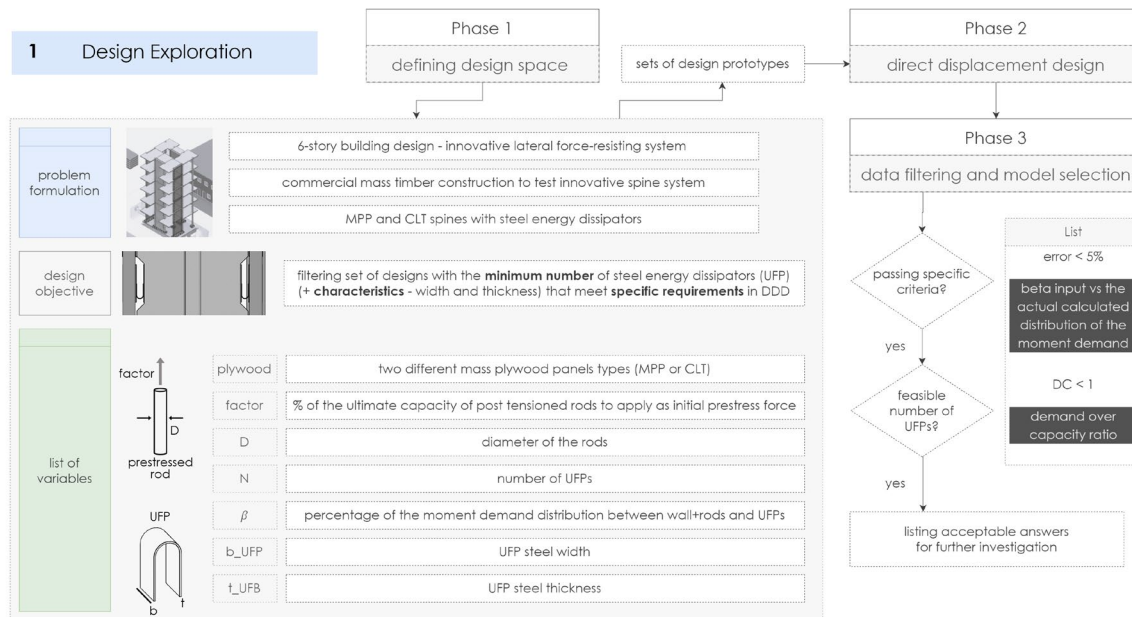 1 Design Exploration
Phase 1
defining design space
sets of design prototypes
Phase 2
direct displacement design
problem
formulation
6-story building design - innovative lateral force-resisting system
commercial mass timber construction to test innovative spine system
MPP and CLT spines with steel energy dissipators
design
objective
filtering set of designs with the minimum number of steel energy dissipators (UFP)
(+ characteristics - width and thickness) that meet specific requirements in DDD
list of
variables
factor
D
prestressed
rod
UFP
b
t
plywood
two different mass plywood panels types (MPP or CLT)
factor
% of the ultimate capacity of post tensioned rods to apply as initial prestress force
D
diameter of the rods
N
number of UFPs
β
percentage of the moment demand distribution between wall+rods and UFPs
b_UFP
UFP steel width
t_UFB
UFP steel thickness
Phase 3
data filtering and model selection
passing specific
criteria?
yes
feasible
number of
UFPs?
yes
listing acceptable answers
for further investigation
List
error < 5%
beta input vs the
actual calculated
distribution of the
moment demand
DC < 1
demand over
capacity ratio